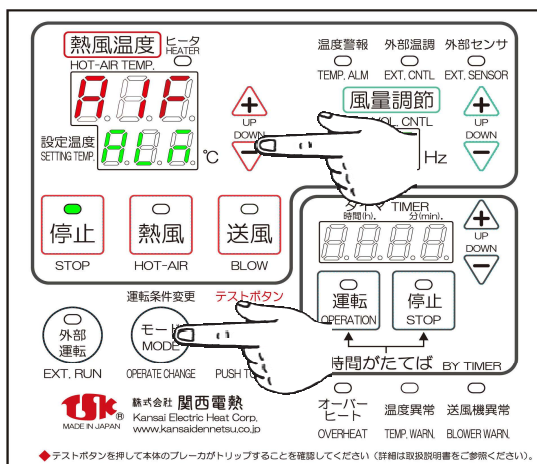 熱風温度 ヒータ
HEATER
HOT-AIR TEMP.
A1F
設定温度
SETTING TEMP.
ALn
℃
UP
DOWN
温度警報 外部温調 外部センサ
TEMP. ALM EXT. CNTL EXT. SENSOR
風量調節
VOL. CNTL
Hz
UP
DOWN
停止 熱風 送風
STOP HOT-AIR BLOW
タイマ TIMER
時間(h). 分(min).
8.8.8.8.
UP
DOWN
運転 停止
OPERATION STOP
時間がたてば BY TIMER
運転条件変更 テストボタン
外部
運転
モード
MODE
EXT. RUN OPERATE CHANGE PUSH TO
オーバー
ヒート
温度異常 送風機異常
OVERHEAT TEMP. WARN. BLOWER WARN.
TSK ®
MADE IN JAPAN
株式会社 関西電熱
Kansai Electric Heat Corp.
www.kansaidennetsu.co.jp
◆テストボタンを押して本体のブレーカがトリップすることを確認してください（詳細は取扱説明書をご参照ください）。